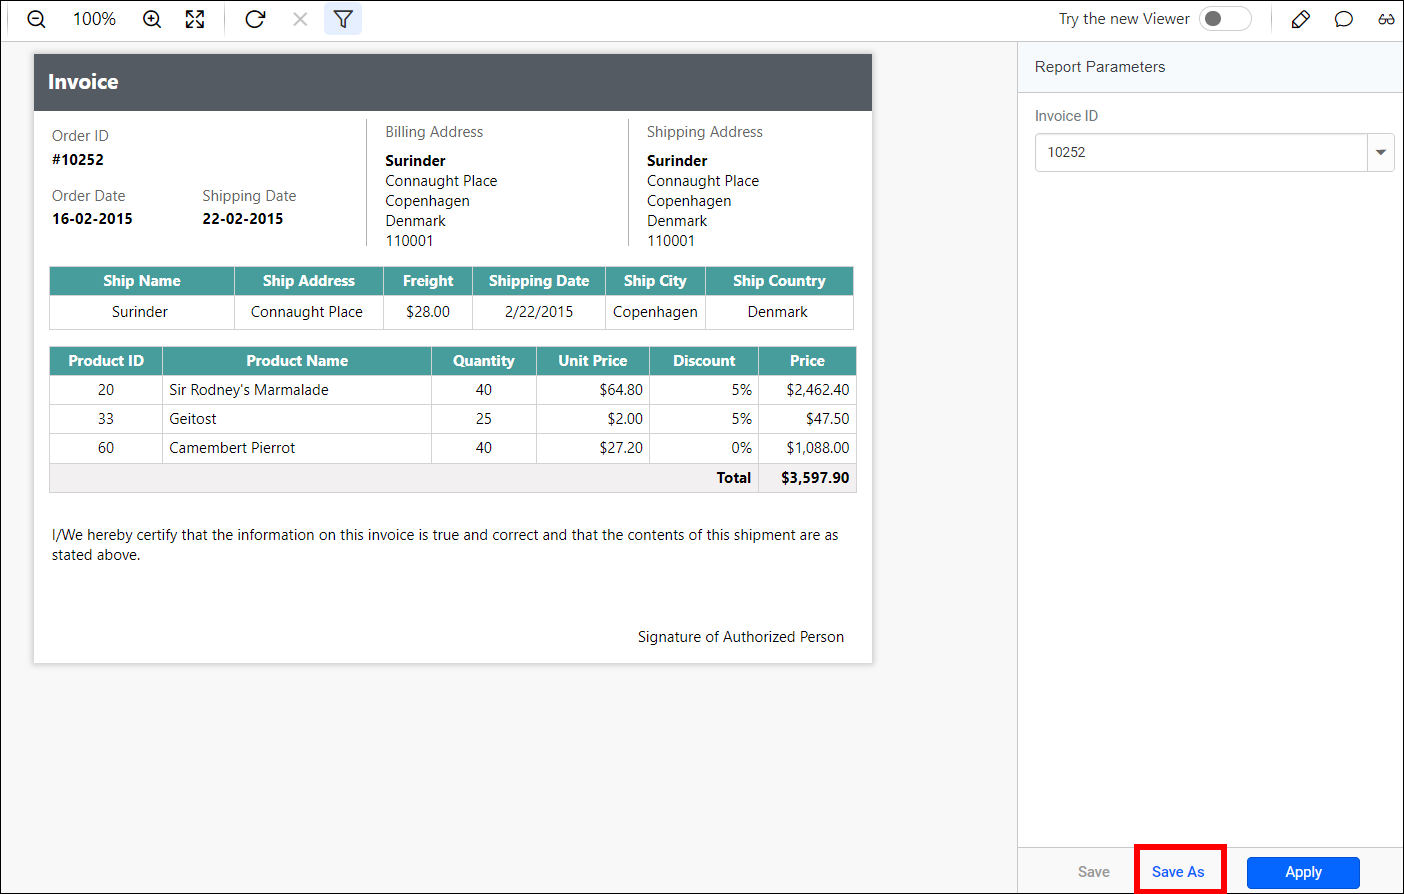 100%
Try the new Viewer
Invoice
Order ID
#10252
Order Date
16-02-2015
Shipping Date
22-02-2015
Billing Address
Surinder
Connaught Place
Copenhagen
Denmark
110001
Shipping Address
Surinder
Connaught Place
Copenhagen
Denmark
110001
Ship Name Ship Address Freight Shipping Date Ship City Ship Country
Surinder Connaught Place $28.00 2/22/2015 Copenhagen Denmark
Product ID Product Name Quantity Unit Price Discount Price
20 Sir Rodney's Marmalade 40 $64.80 5% $2,462.40
33 Geitost 25 $2.00 5% $47.50
60 Camembert Pierrot 40 $27.20 0% $1,088.00
Total $3,597.90
I/We hereby certify that the information on this invoice is true and correct and that the contents of this shipment are as
stated above.
Signature of Authorized Person
Report Parameters
Invoice ID
10252
Save Save As Apply